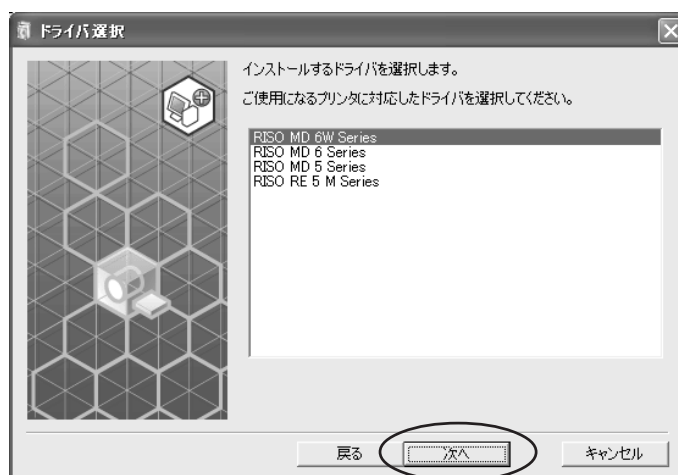 ドライバ選択
インストールするドライバを選択します。
ご使用になるプリンタに対応したドライバを選択してください。
RISO MD 6W Series
RISO MD 6 Series
RISO MD 5 Series
RISO RE 5 M Series
戻る
次へ
キャンセル